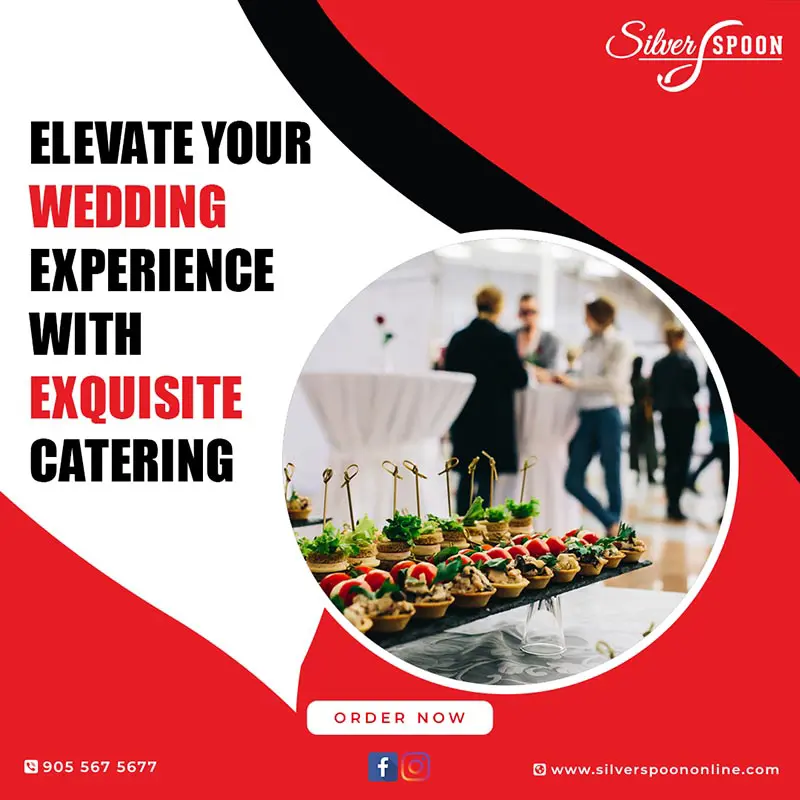 Silver SPOON
ELEVATE YOUR
WEDDING
EXPERIENCE
WITH
EXQUISITE
CATERING
ORDER NOW
905 567 5677
www.silverspoononline.com